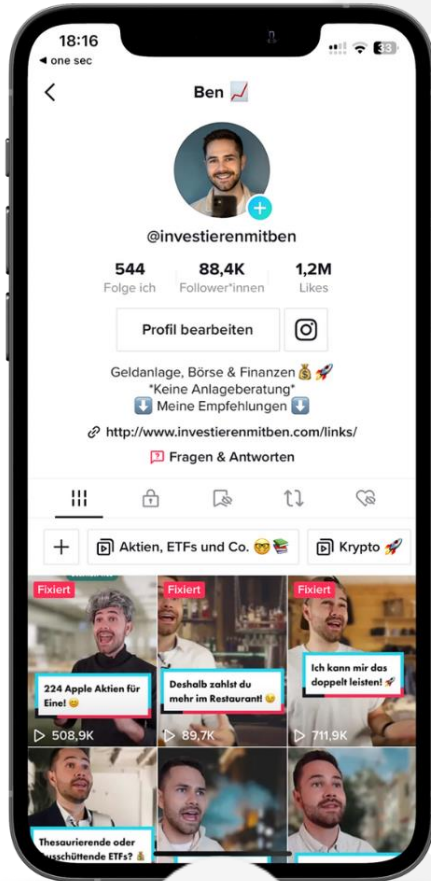 18:16
33
◀ one sec
Ben 📈
@investierenmitben
544 88,4K 1,2M
Folge ich Follower*innen Likes
Profil bearbeiten
Geldanlage, Börse & Finanzen 💰 🚀
*Keine Anlageberatung*
⬇️ Meine Empfehlungen ⬇️
http://www.investierenmitben.com/links/
Fragen & Antworten
Aktien, ETFs und Co. 🤓📚
Krypto 🚀
Fixiert
224 Apple Aktien für
Eine! 😊
508,9K
Fixiert
Deshalb zahlst du
mehr im Restaurant! 😉
89,7K
Fixiert
Ich kann mir das
doppelt leisten! 🚀
711,9K
Thesaurierende oder
ausschüttende ETFs? 💰